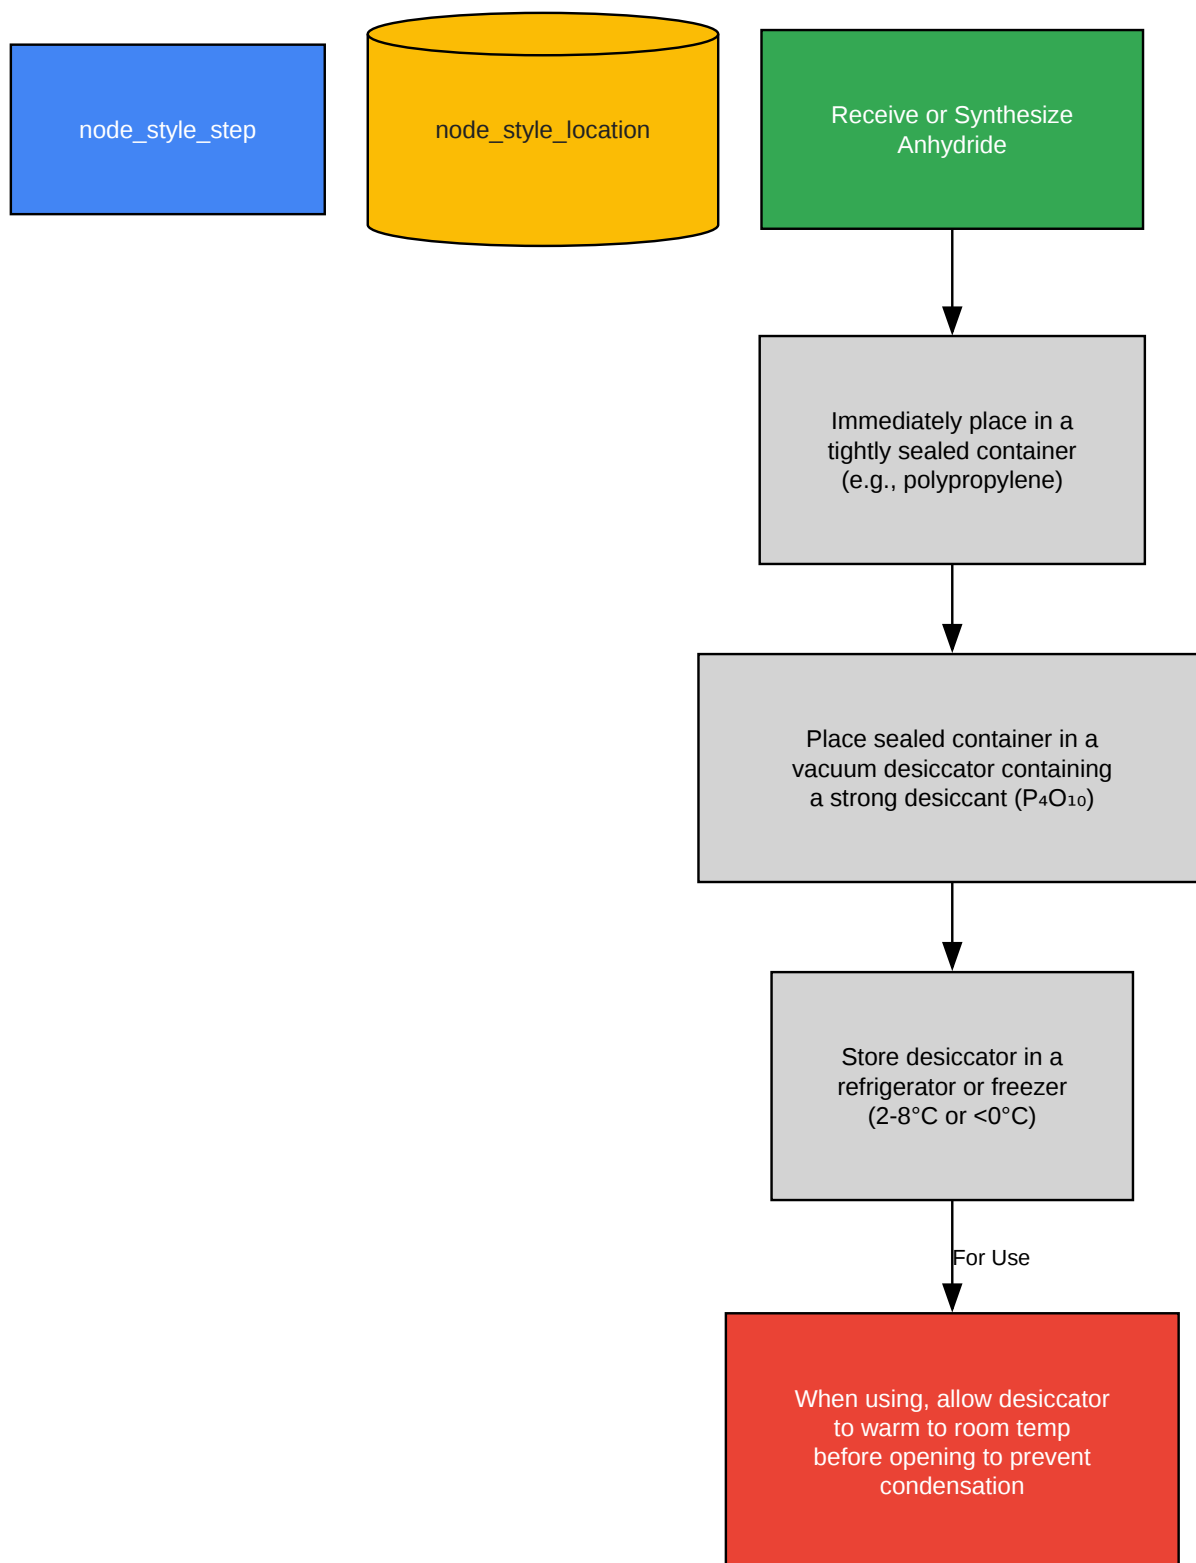 node_style_step
node_style_location
Receive or Synthesize
Anhydride
Immediately place in a
tightly sealed container
(e.g., polypropylene)
Place sealed container in a
vacuum desiccator containing
a strong desiccant (P₄O₁₀)
Store desiccator in a
refrigerator or freezer
(2-8°C or <0°C)
For Use
When using, allow desiccator
to warm to room temp
before opening to prevent
condensation